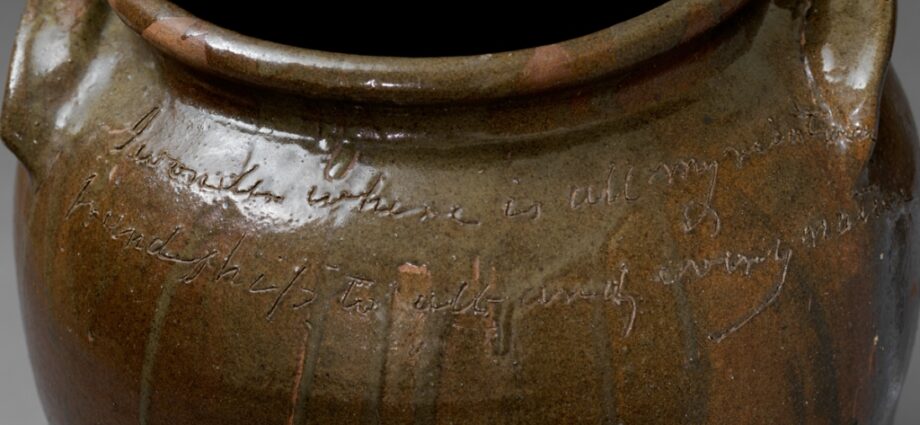 I wonder where is all my relation
friendship to all and, every nation